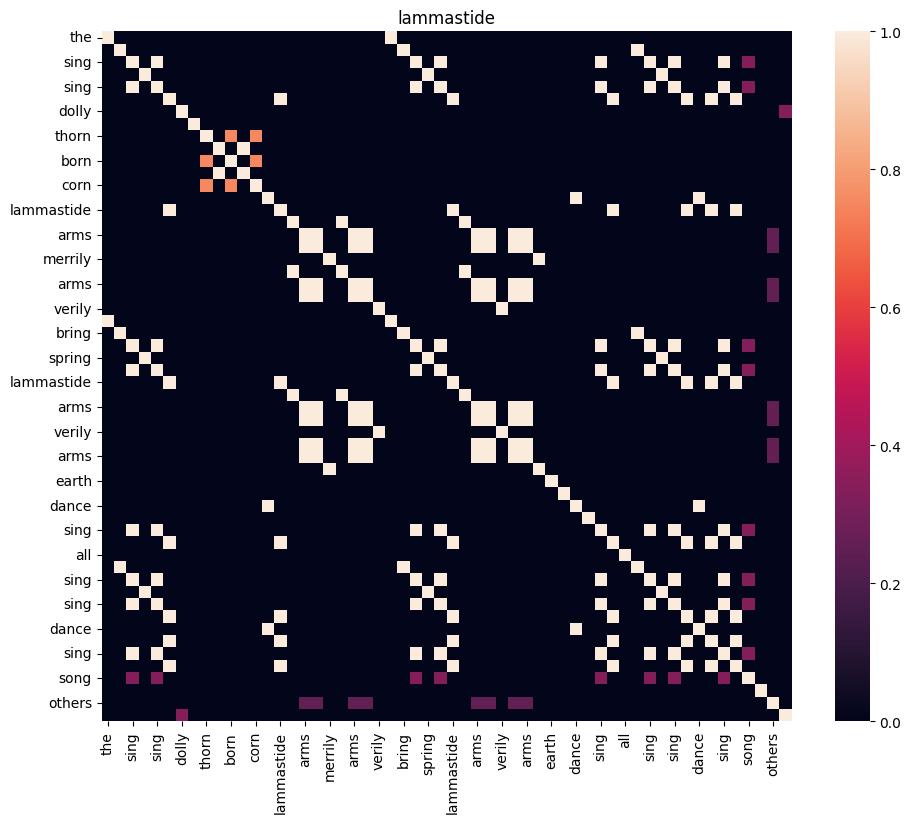 lammastide
the
sing
sing
dolly
thorn
born
corn
lammastide
arms
merrily
arms
verily
bring
spring
lammastide
arms
verily
arms
earth
dance
sing
all
sing
sing
dance
sing
song
others
the
sing
sing
dolly
thorn
born
corn
lammastide
arms
merrily
arms
verily
bring
spring
lammastide
arms
verily
arms
earth
dance
sing
all
sing
sing
dance
sing
song
others
1.0
0.8
0.6
0.4
0.2
0.0